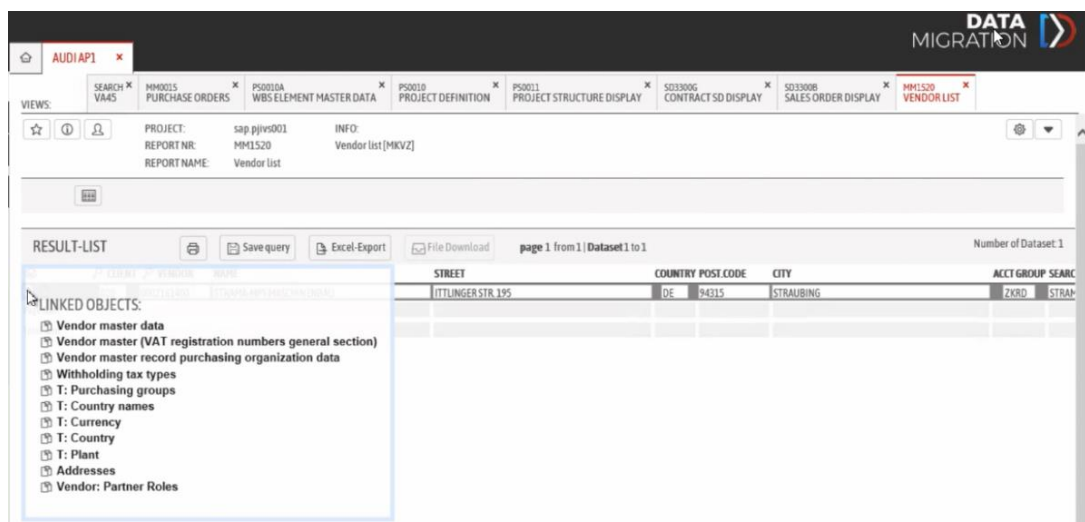 DATA
MIGRATION
AUDI AP1 ×
VIEWS:
SEARCH X
VA45
MM0015 X
PURCHASE ORDERS
PS0010A X
WBS ELEMENT MASTER DATA
PS0010 X
PROJECT DEFINITION
PS0011 X
PROJECT STRUCTURE DISPLAY
SD3300G X
CONTRACT SD DISPLAY
SD3300B X
SALES ORDER DISPLAY
MM1520 X
VENDOR LIST
PROJECT: sap.pjivs001 INFO:
REPORT NR: MM1520 Vendor list [MKVZ]
REPORT NAME: Vendor list
RESULT-LIST Save query Excel-Export File Download page 1 from 1 | Dataset 1 to 1 Number of Dataset: 1
CLIENT VENDOR NAME STREET COUNTRY POST.CODE CITY ACCT GROUP SEARC
ITTLINGER STR. 195 DE 94315 STRAUBING ZKRD STRAM
LINKED OBJECTS:
Vendor master data
Vendor master (VAT registration numbers general section)
Vendor master record purchasing organization data
Withholding tax types
T: Purchasing groups
T: Country names
T: Currency
T: Country
T: Plant
Addresses
Vendor: Partner Roles